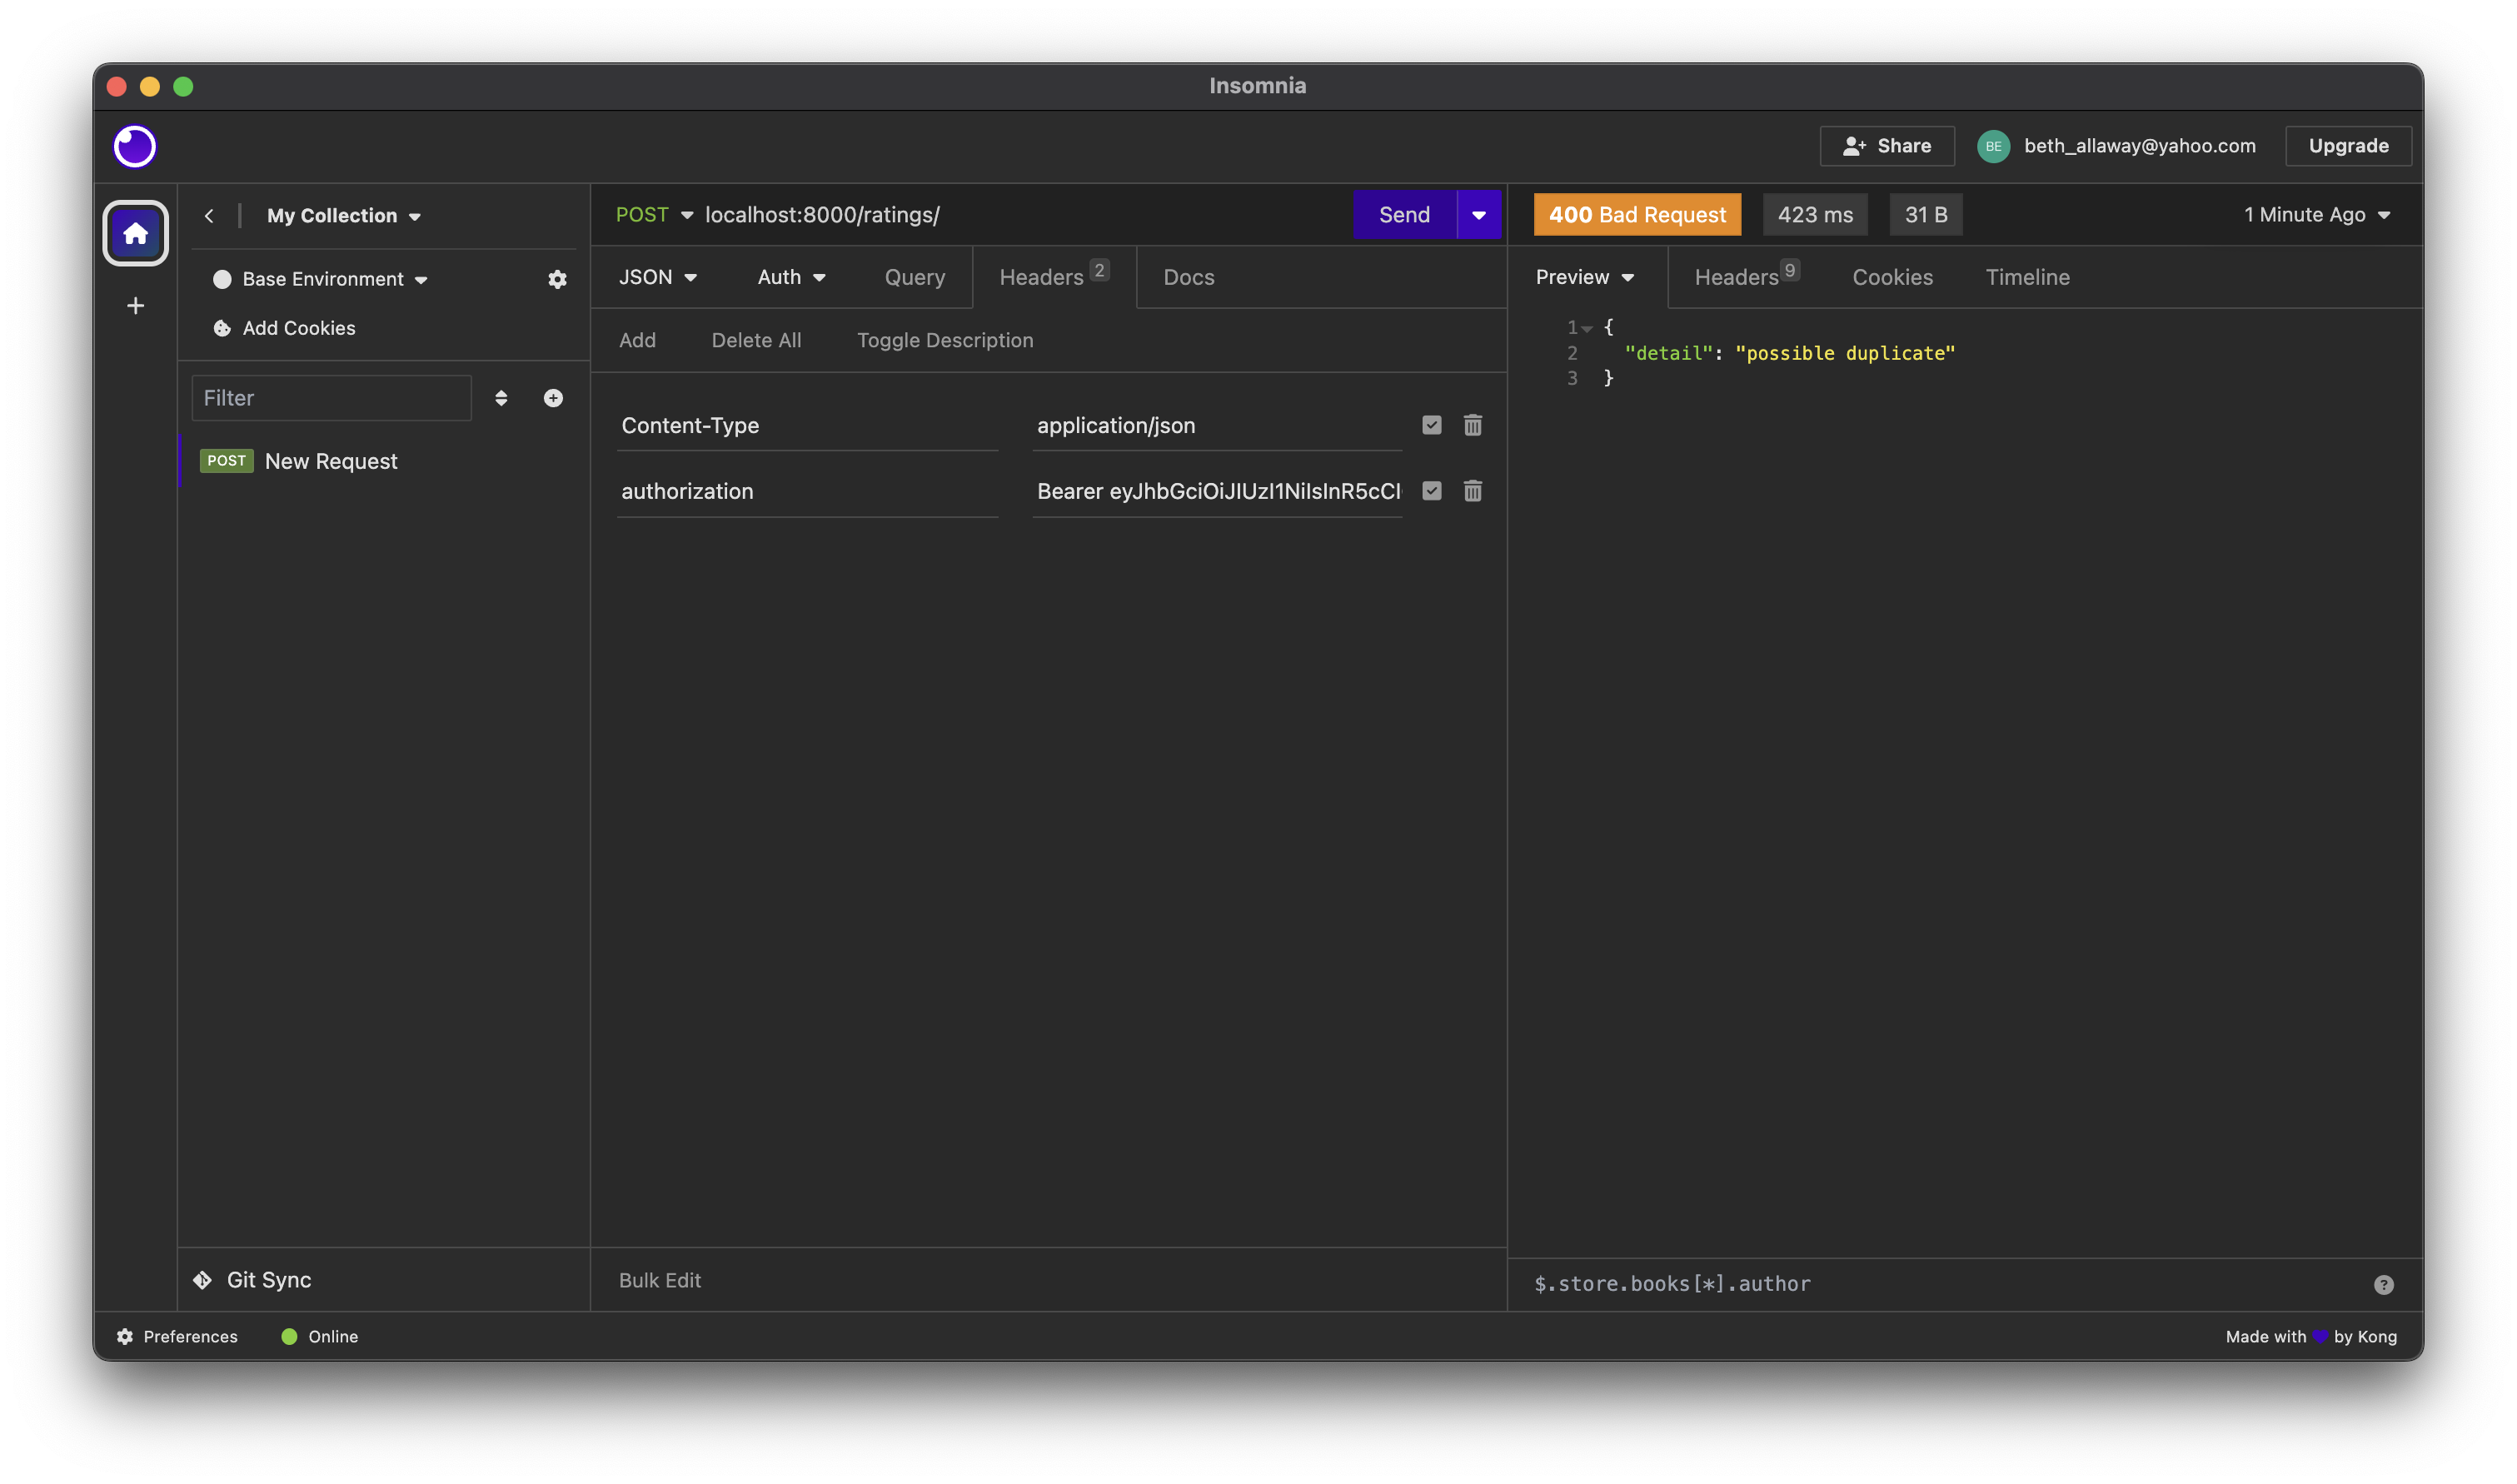 Insomnia
Share
BE
beth_allaway@yahoo.com
Upgrade
My Collection
Base Environment
Add Cookies
Filter
POST New Request
Git Sync
POST localhost:8000/ratings/
Send
JSON Auth Query Headers 2 Docs
Add Delete All Toggle Description
Content-Type application/json
authorization Bearer eyJhbGciOiJIUzI1NiIsInR5cCI
Bulk Edit
400 Bad Request 423 ms 31 B 1 Minute Ago
Preview Headers 9 Cookies Timeline
1 {
2 "detail": "possible duplicate"
3 }
$.store.books[*].author
?
Preferences Online
Made with 💜 by Kong